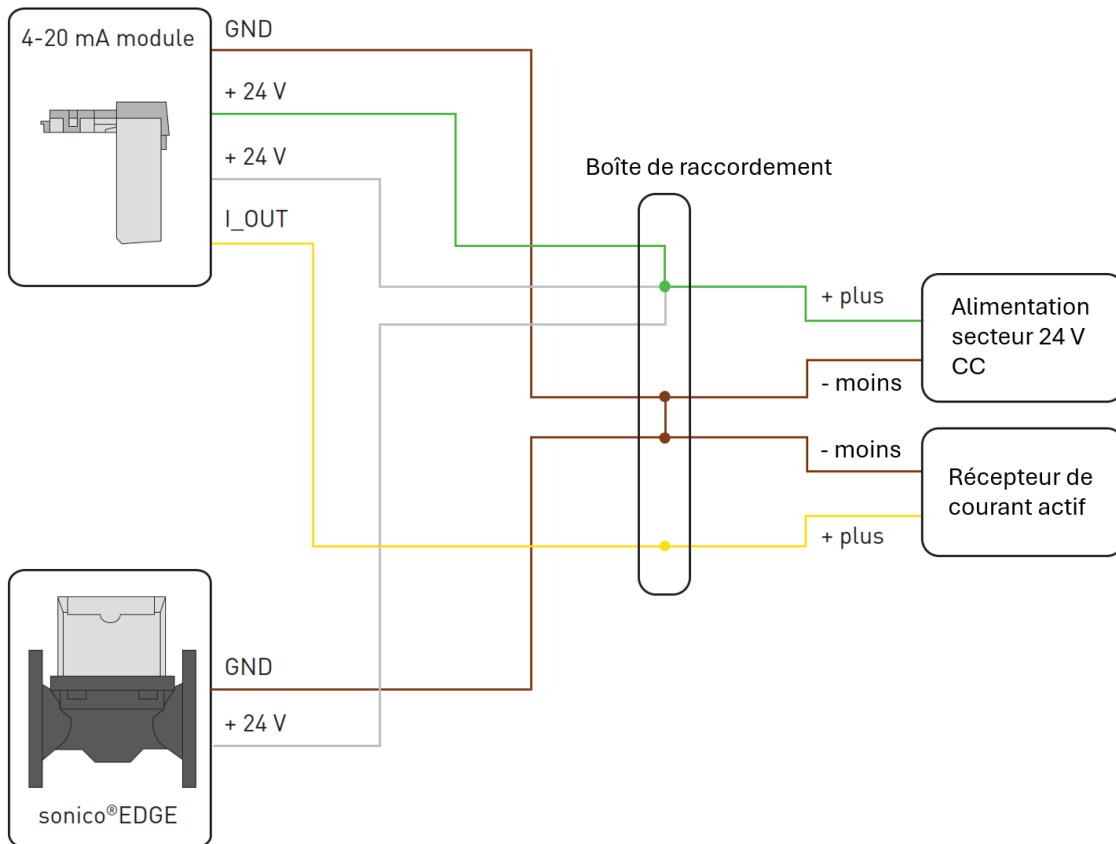 4-20 mA module
GND
+ 24 V
+ 24 V
I_OUT
Boîte de raccordement
+ plus
Alimentation
secteur 24 V
CC
- moins
- moins
Récepteur de
courant actif
+ plus
GND
+ 24 V
sonico®EDGE